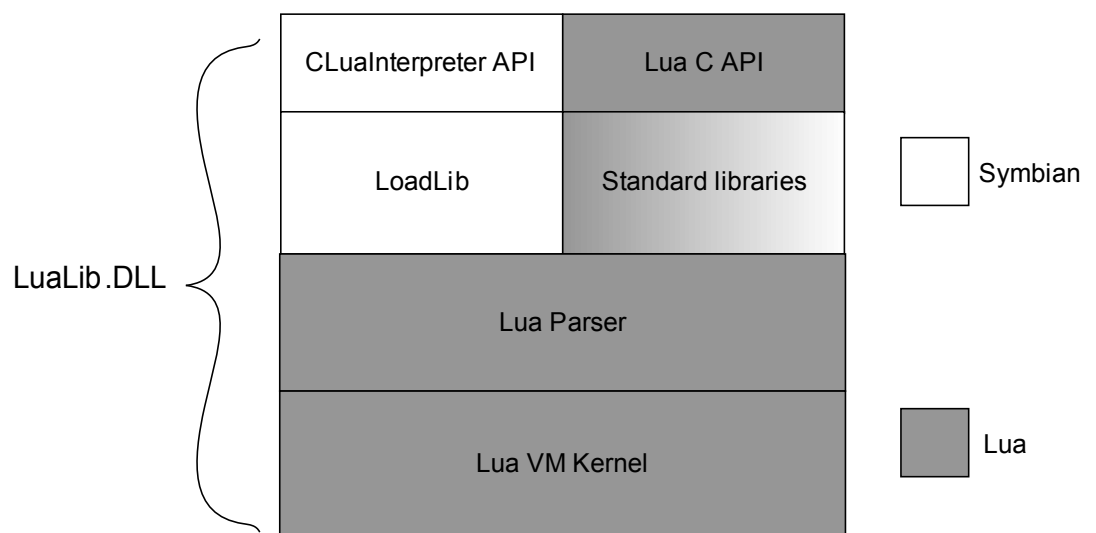 CLuaInterpreter API
Lua C API
LoadLib
Standard libraries
Symbian
LuaLib.DLL
Lua Parser
Lua VM Kernel
Lua